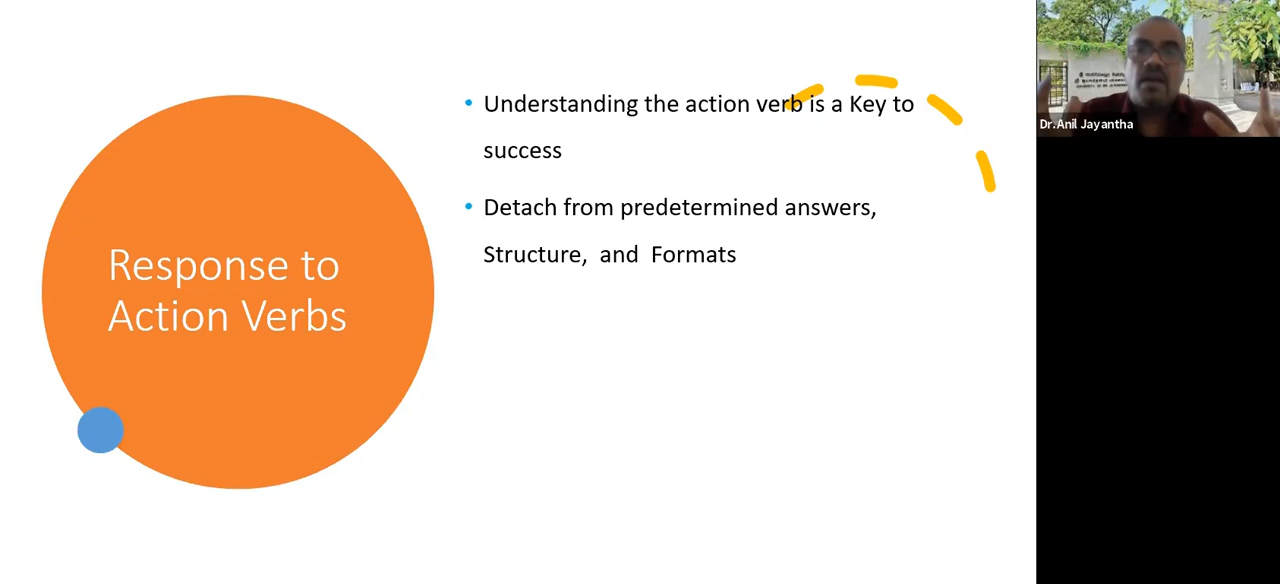 Response to
Action Verbs
• Understanding the action verb is a Key to
success
• Detach from predetermined answers,
Structure,  and  Formats
Dr.Anil Jayantha